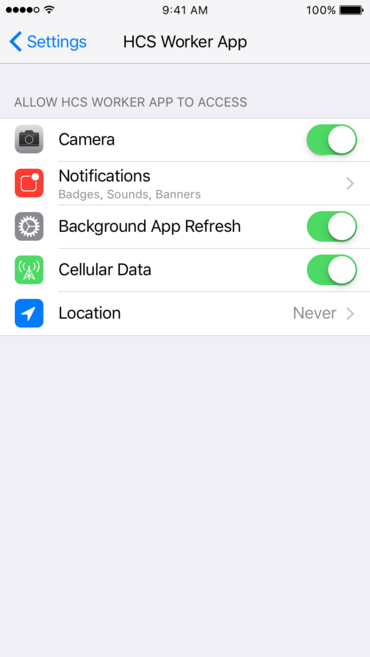 9:41 AM
100%
Settings
HCS Worker App
ALLOW HCS WORKER APP TO ACCESS
Camera
Notifications
Badges, Sounds, Banners
Background App Refresh
Cellular Data
Location
Never